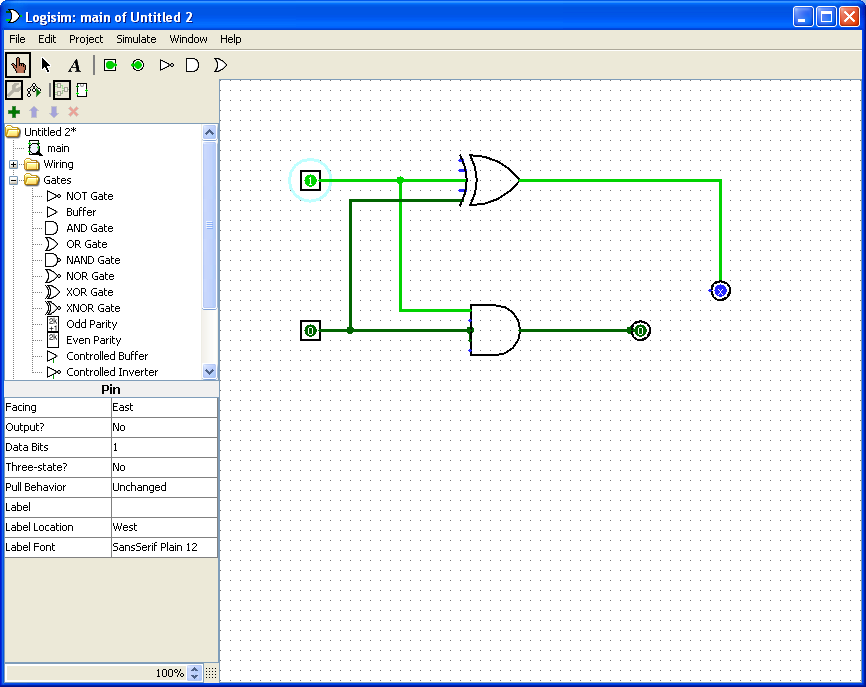 Logisim: main of Untitled 2
File Edit Project Simulate Window Help
A
Untitled 2*
main
Wiring
Gates
NOT Gate
Buffer
AND Gate
OR Gate
NAND Gate
NOR Gate
XOR Gate
XNOR Gate
Odd Parity
Even Parity
Controlled Buffer
Controlled Inverter
Pin
Facing East
Output? No
Data Bits 1
Three-state? No
Pull Behavior Unchanged
Label
Label Location West
Label Font SansSerif Plain 12
100%
1
x
0
0